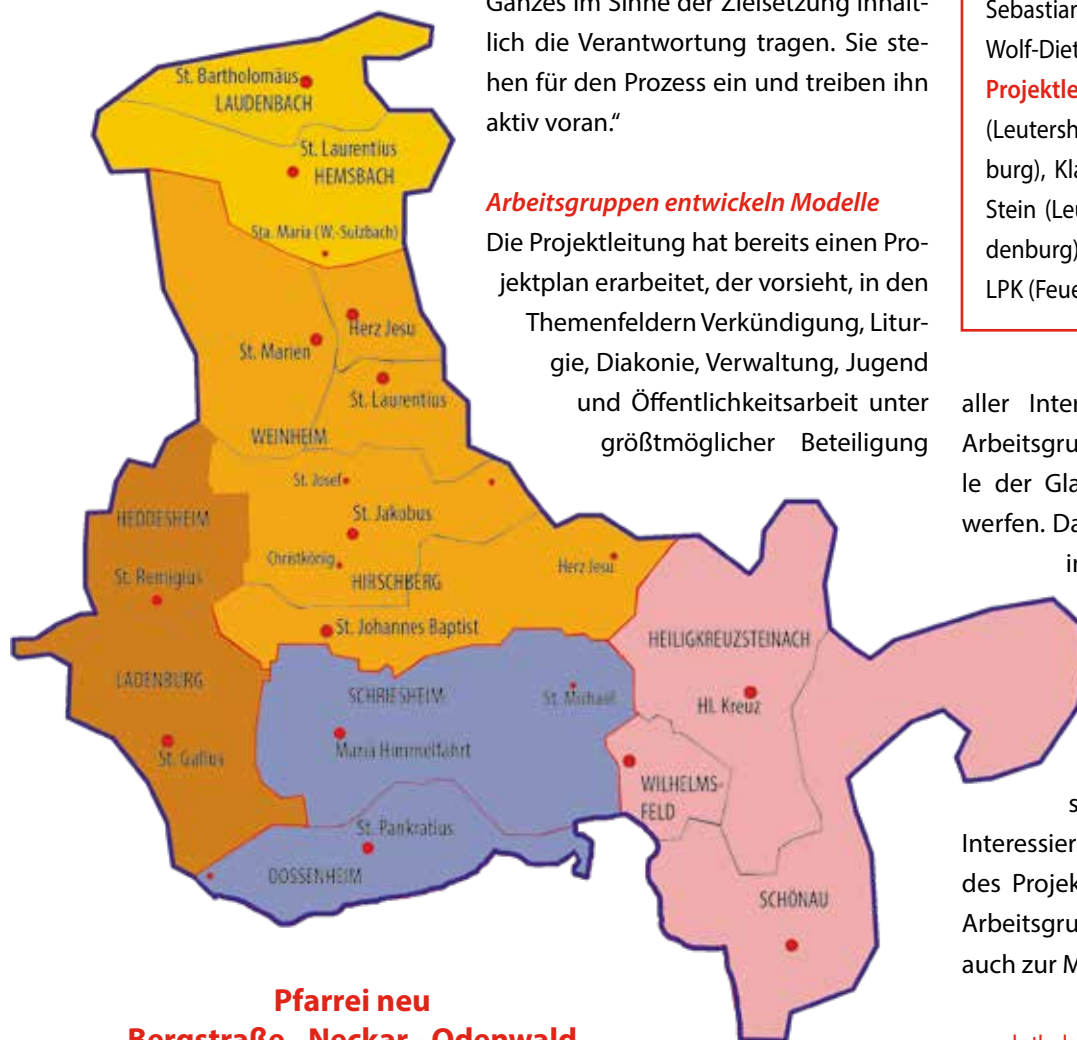 Ganzes im Sinne der Zielsetzung inhalt-
lich die Verantwortung tragen. Sie ste-
hen für den Prozess ein und treiben ihn
aktiv voran.“
Arbeitsgruppen entwickeln Modelle
Die Projektleitung hat bereits einen Pro-
jektplan erarbeitet, der vorsieht, in den
Themenfeldern Verkündigung, Litur-
gie, Diakonie, Verwaltung, Jugend
und Öffentlichkeitsarbeit unter
größtmöglicher Beteiligung
Sebastian
Wolf-Diet
Projektle
(Leutersh
burg), Kla
Stein (Leu
denburg)
LPK (Feue
aller Inter
Arbeitsgru
le der Gla
werfen. Da
in
s
Interessier
des Projek
Arbeitsgru
auch zur M
St. Bartholomäus
LAUDENBACH
St. Laurentius
HEMSBACH
Sta. Maria (W.-Sulzbach)
Herz Jesu
St. Marien
St. Laurentius
WEINHEIM
St. Josef
HEDDESHEIM
St. Jakobus
Christkönig
Herz Jesu
St. Remigius
HIRSCHBERG
St. Johannes Baptist
HEILIGKREUZSTEINACH
LADENBURG
SCHRIESHEIM
St. Michael
Hl. Kreuz
Maria Himmelfahrt
St. Gallus
WILHELMS-
FELD
St. Pankratius
DOSSENHEIM
SCHÖNAU
Pfarrei neu
Bergstraße - Neckar - Odenwald